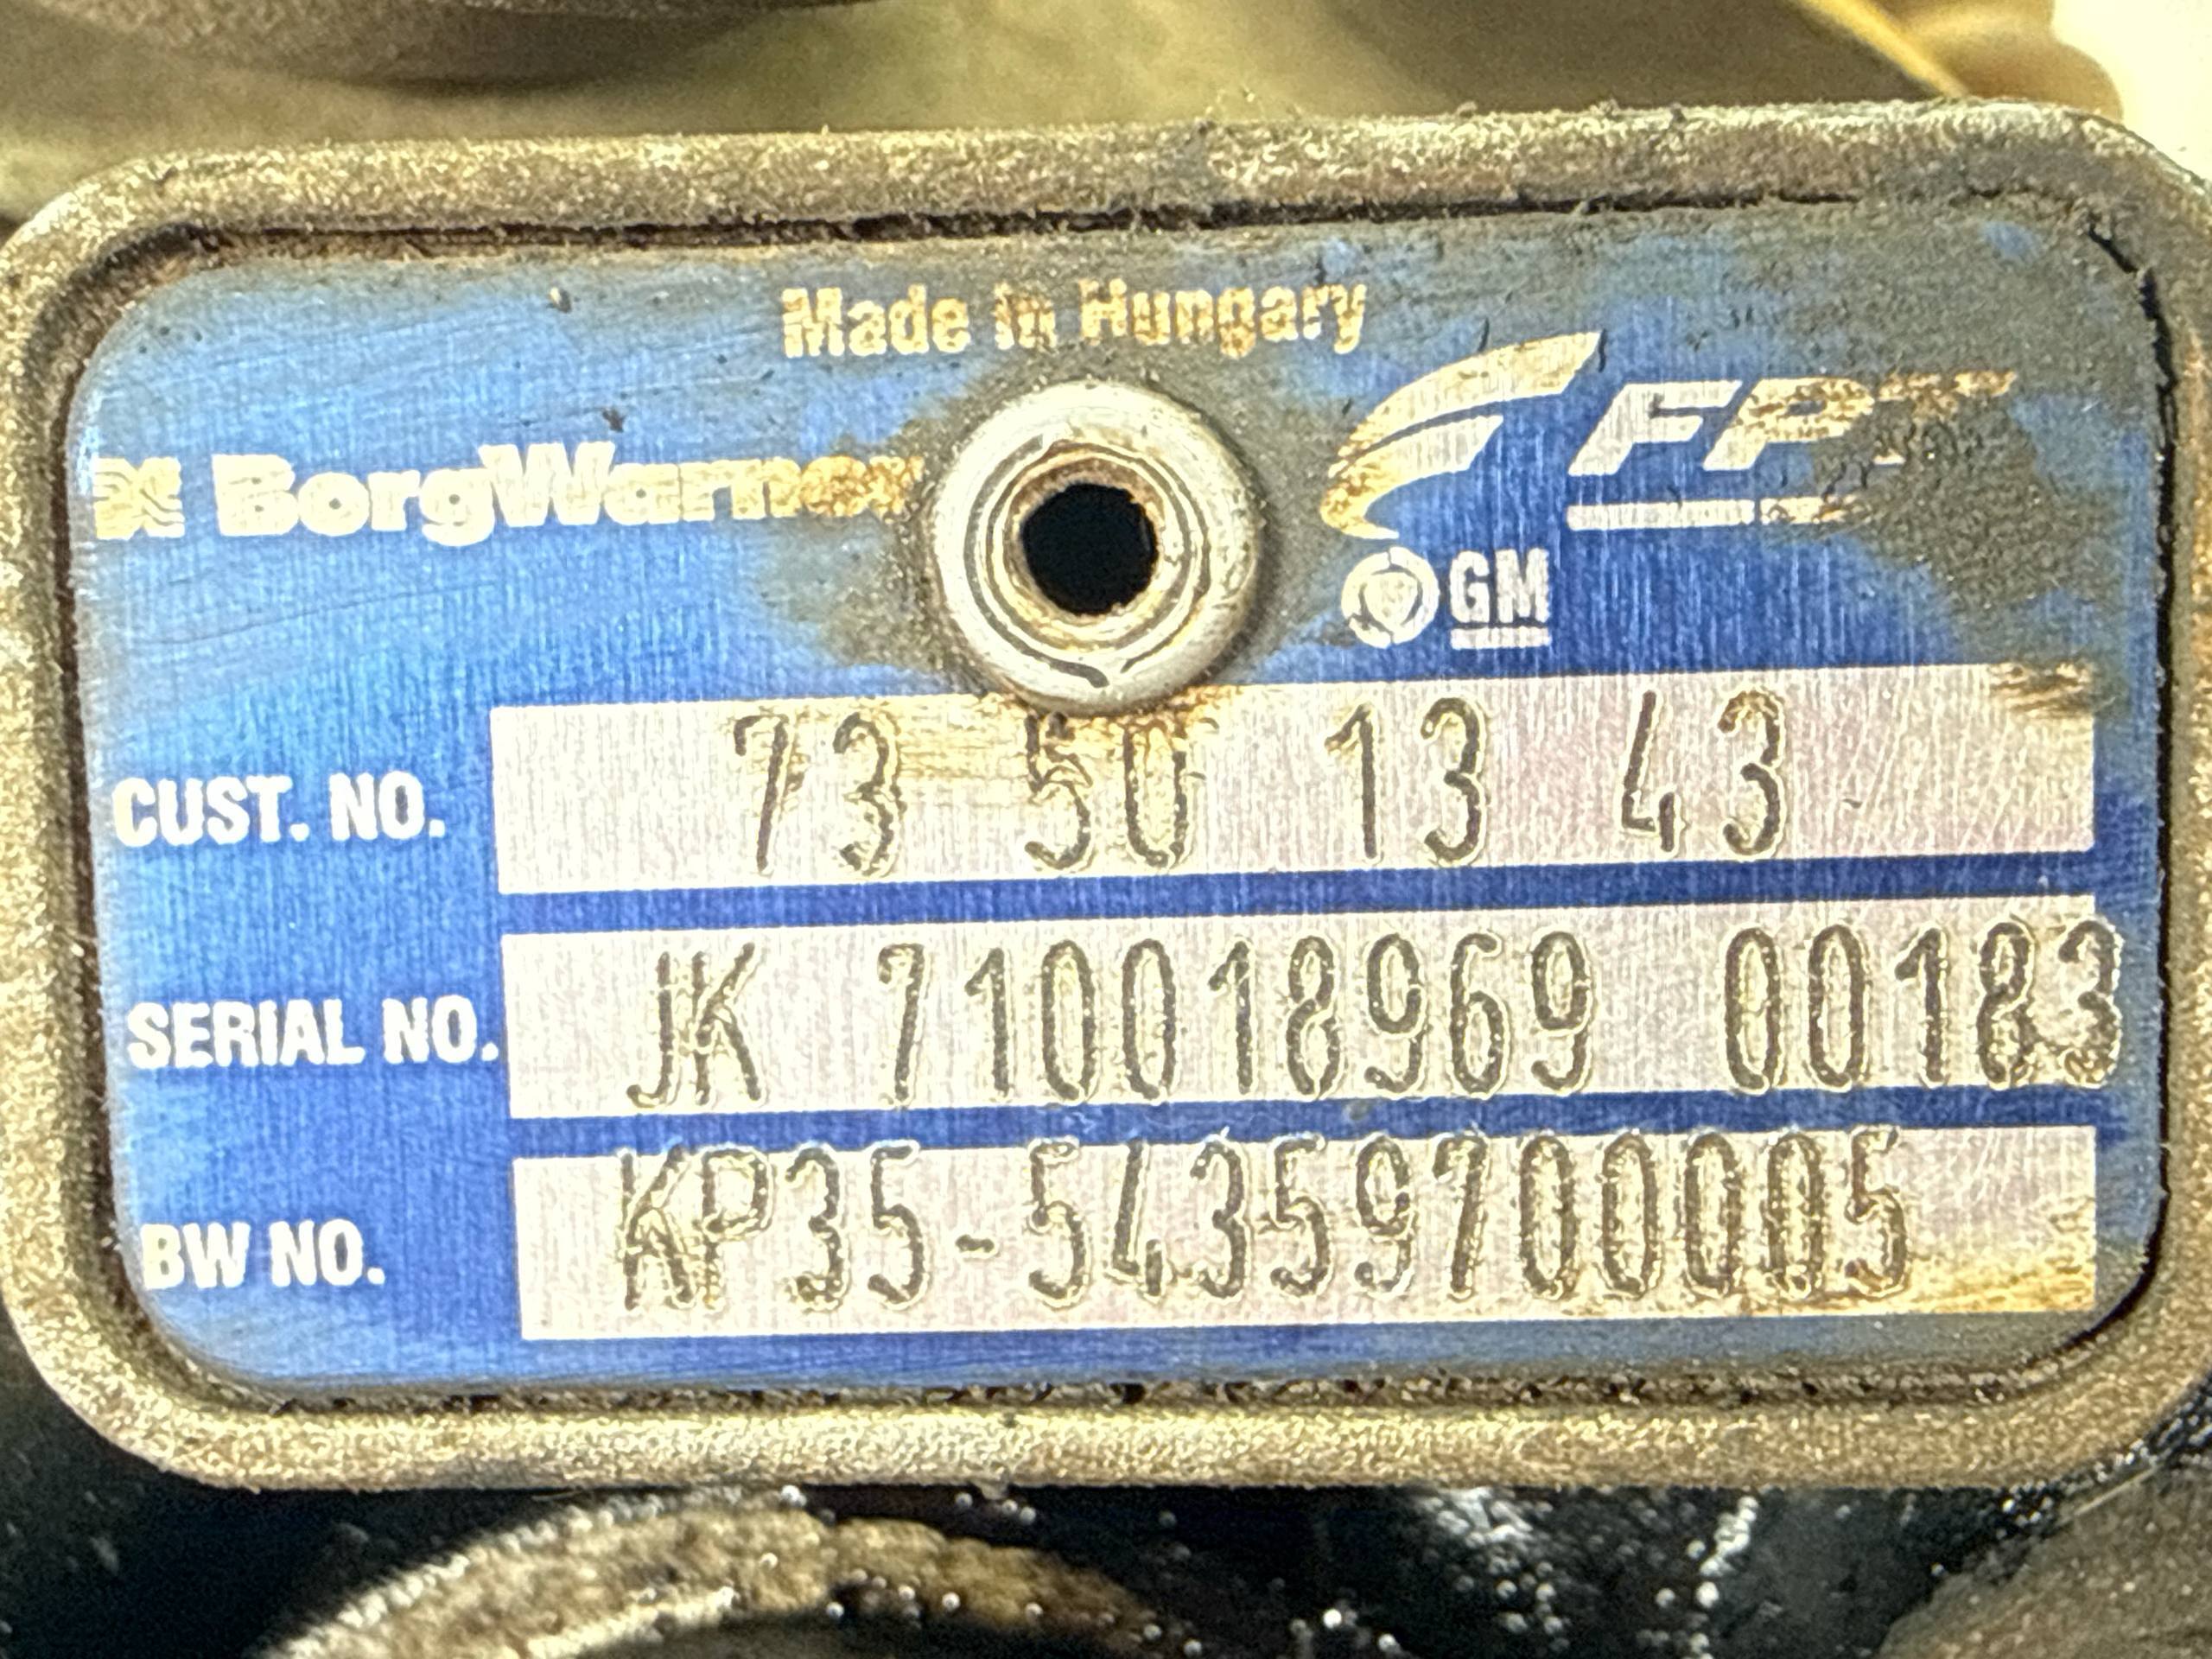 Made in Hungary
BorgWarner
FPT
GM
CUST. NO. 73 50 13 43
SERIAL NO. JK 710018969 00183
BW NO. KP35-54359700005